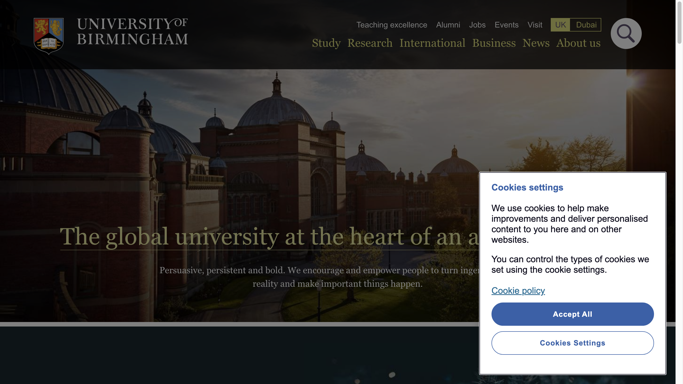 UNIVERSITY OF
BIRMINGHAM
Teaching excellence Alumni Jobs Events Visit UK Dubai
Study Research International Business News About us
The global university at the heart of an a
Persuasive, persistent and bold. We encourage and empower people to turn
reality and make important things happen.
Cookies settings
We use cookies to help make
improvements and deliver personalised
content to you here and on other
websites.
You can control the types of cookies we
set using the cookie settings.
Cookie policy
Accept All
Cookies Settings